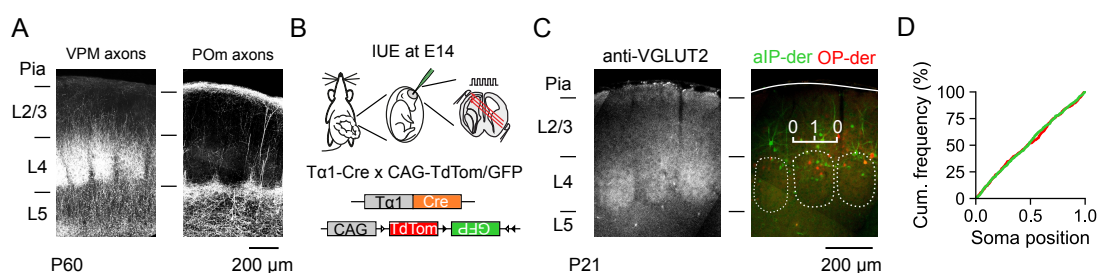 A
VPM axons
POm axons
Pia
L2/3
L4
L5
P60
200 µm
B
IUE at E14
Tα1-Cre x CAG-TdTom/GFP
Tα1
Cre
CAG
TdTom
GFP
C
anti-VGLUT2
aIP-der
OP-der
Pia
L2/3
L4
L5
0
1
0
P21
200 µm
D
Cum. frequency (%)
100
75
50
25
0
0.0
0.5
1.0
Soma position